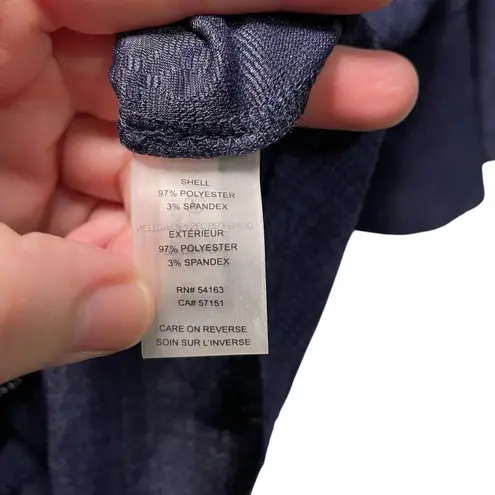 SHELL
97% POLYESTER
3% SPANDEX
EXTÉRIEUR:
97% POLYESTER
3% SPANDEX
RN# 54163
CA# 57151
CARE ON REVERSE
SOIN SUR L'INVERSE